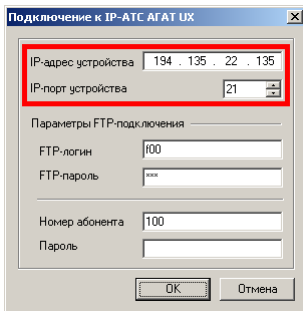 Подключение к IP-АТС АГАТ UX
IP-адрес устройства 194 . 135 . 22 . 135
IP-порт устройства 21
Параметры FTP-подключения
FTP-логин f00
FTP-пароль ***
Номер абонента 100
Пароль
OK Отмена